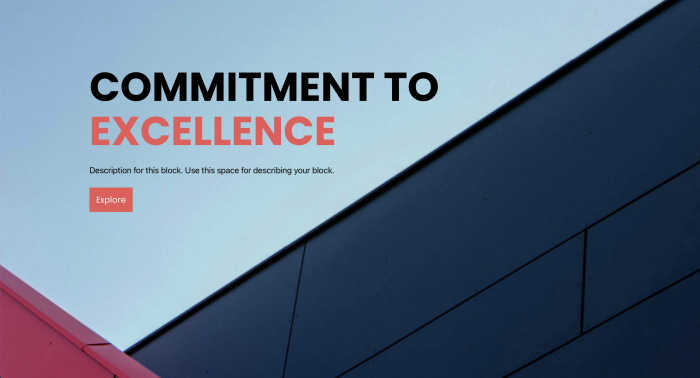 COMMITMENT TO
EXCELLENCE
Description for this block. Use this space for describing your block.
Explore